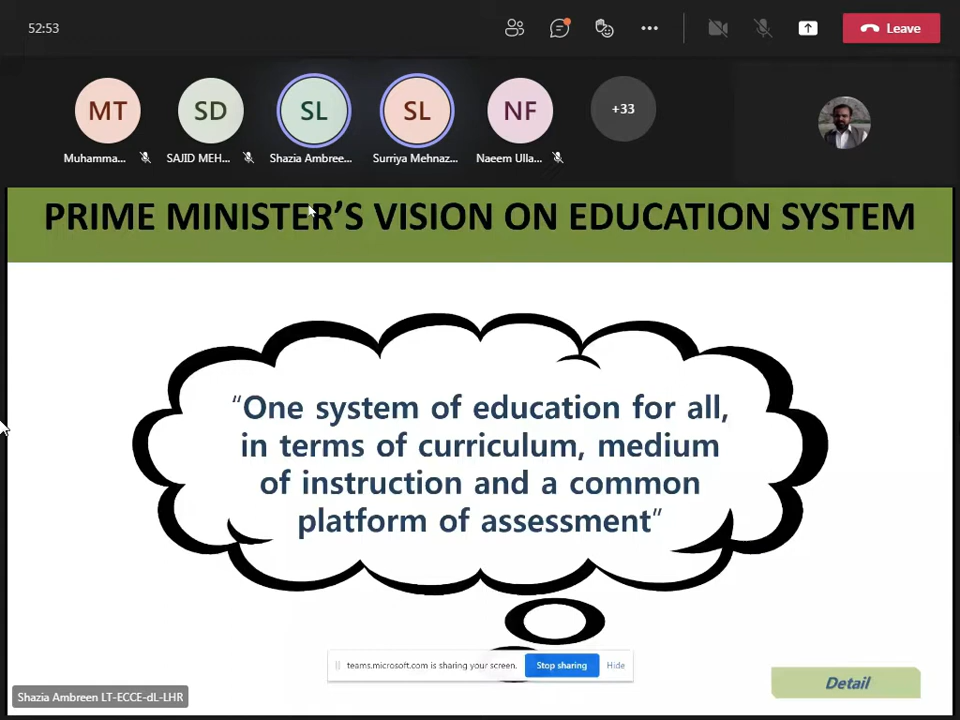 52:53
Leave
MT
SD
SL
SL
NF
+33
Muhamma...
SAJID MEH...
Shazia Ambree...
Surriya Mehnaz...
Naeem Ulla...
PRIME MINISTER'S VISION ON EDUCATION SYSTEM
"One system of education for all,
in terms of curriculum, medium
of instruction and a common
platform of assessment"
teams.microsoft.com is sharing your screen.
Stop sharing
Hide
Detail
Shazia Ambreen LT-ECCE-dL-LHR